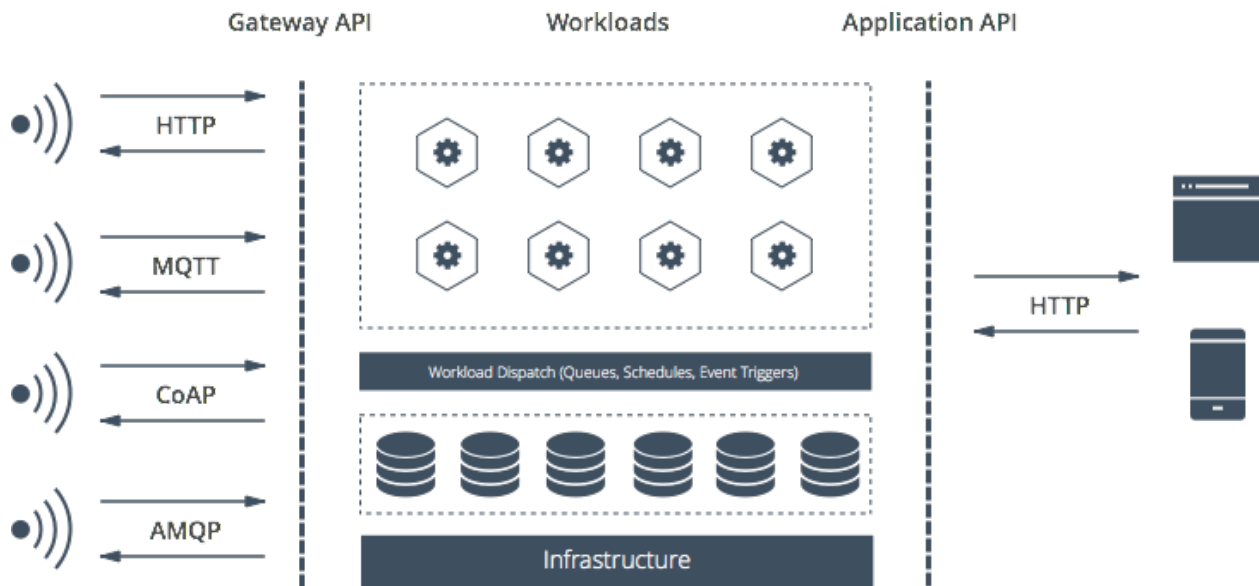 Gateway API
Workloads
Application API
HTTP
MQTT
CoAP
AMQP
Workload Dispatch (Queues, Schedules, Event Triggers)
Infrastructure
HTTP